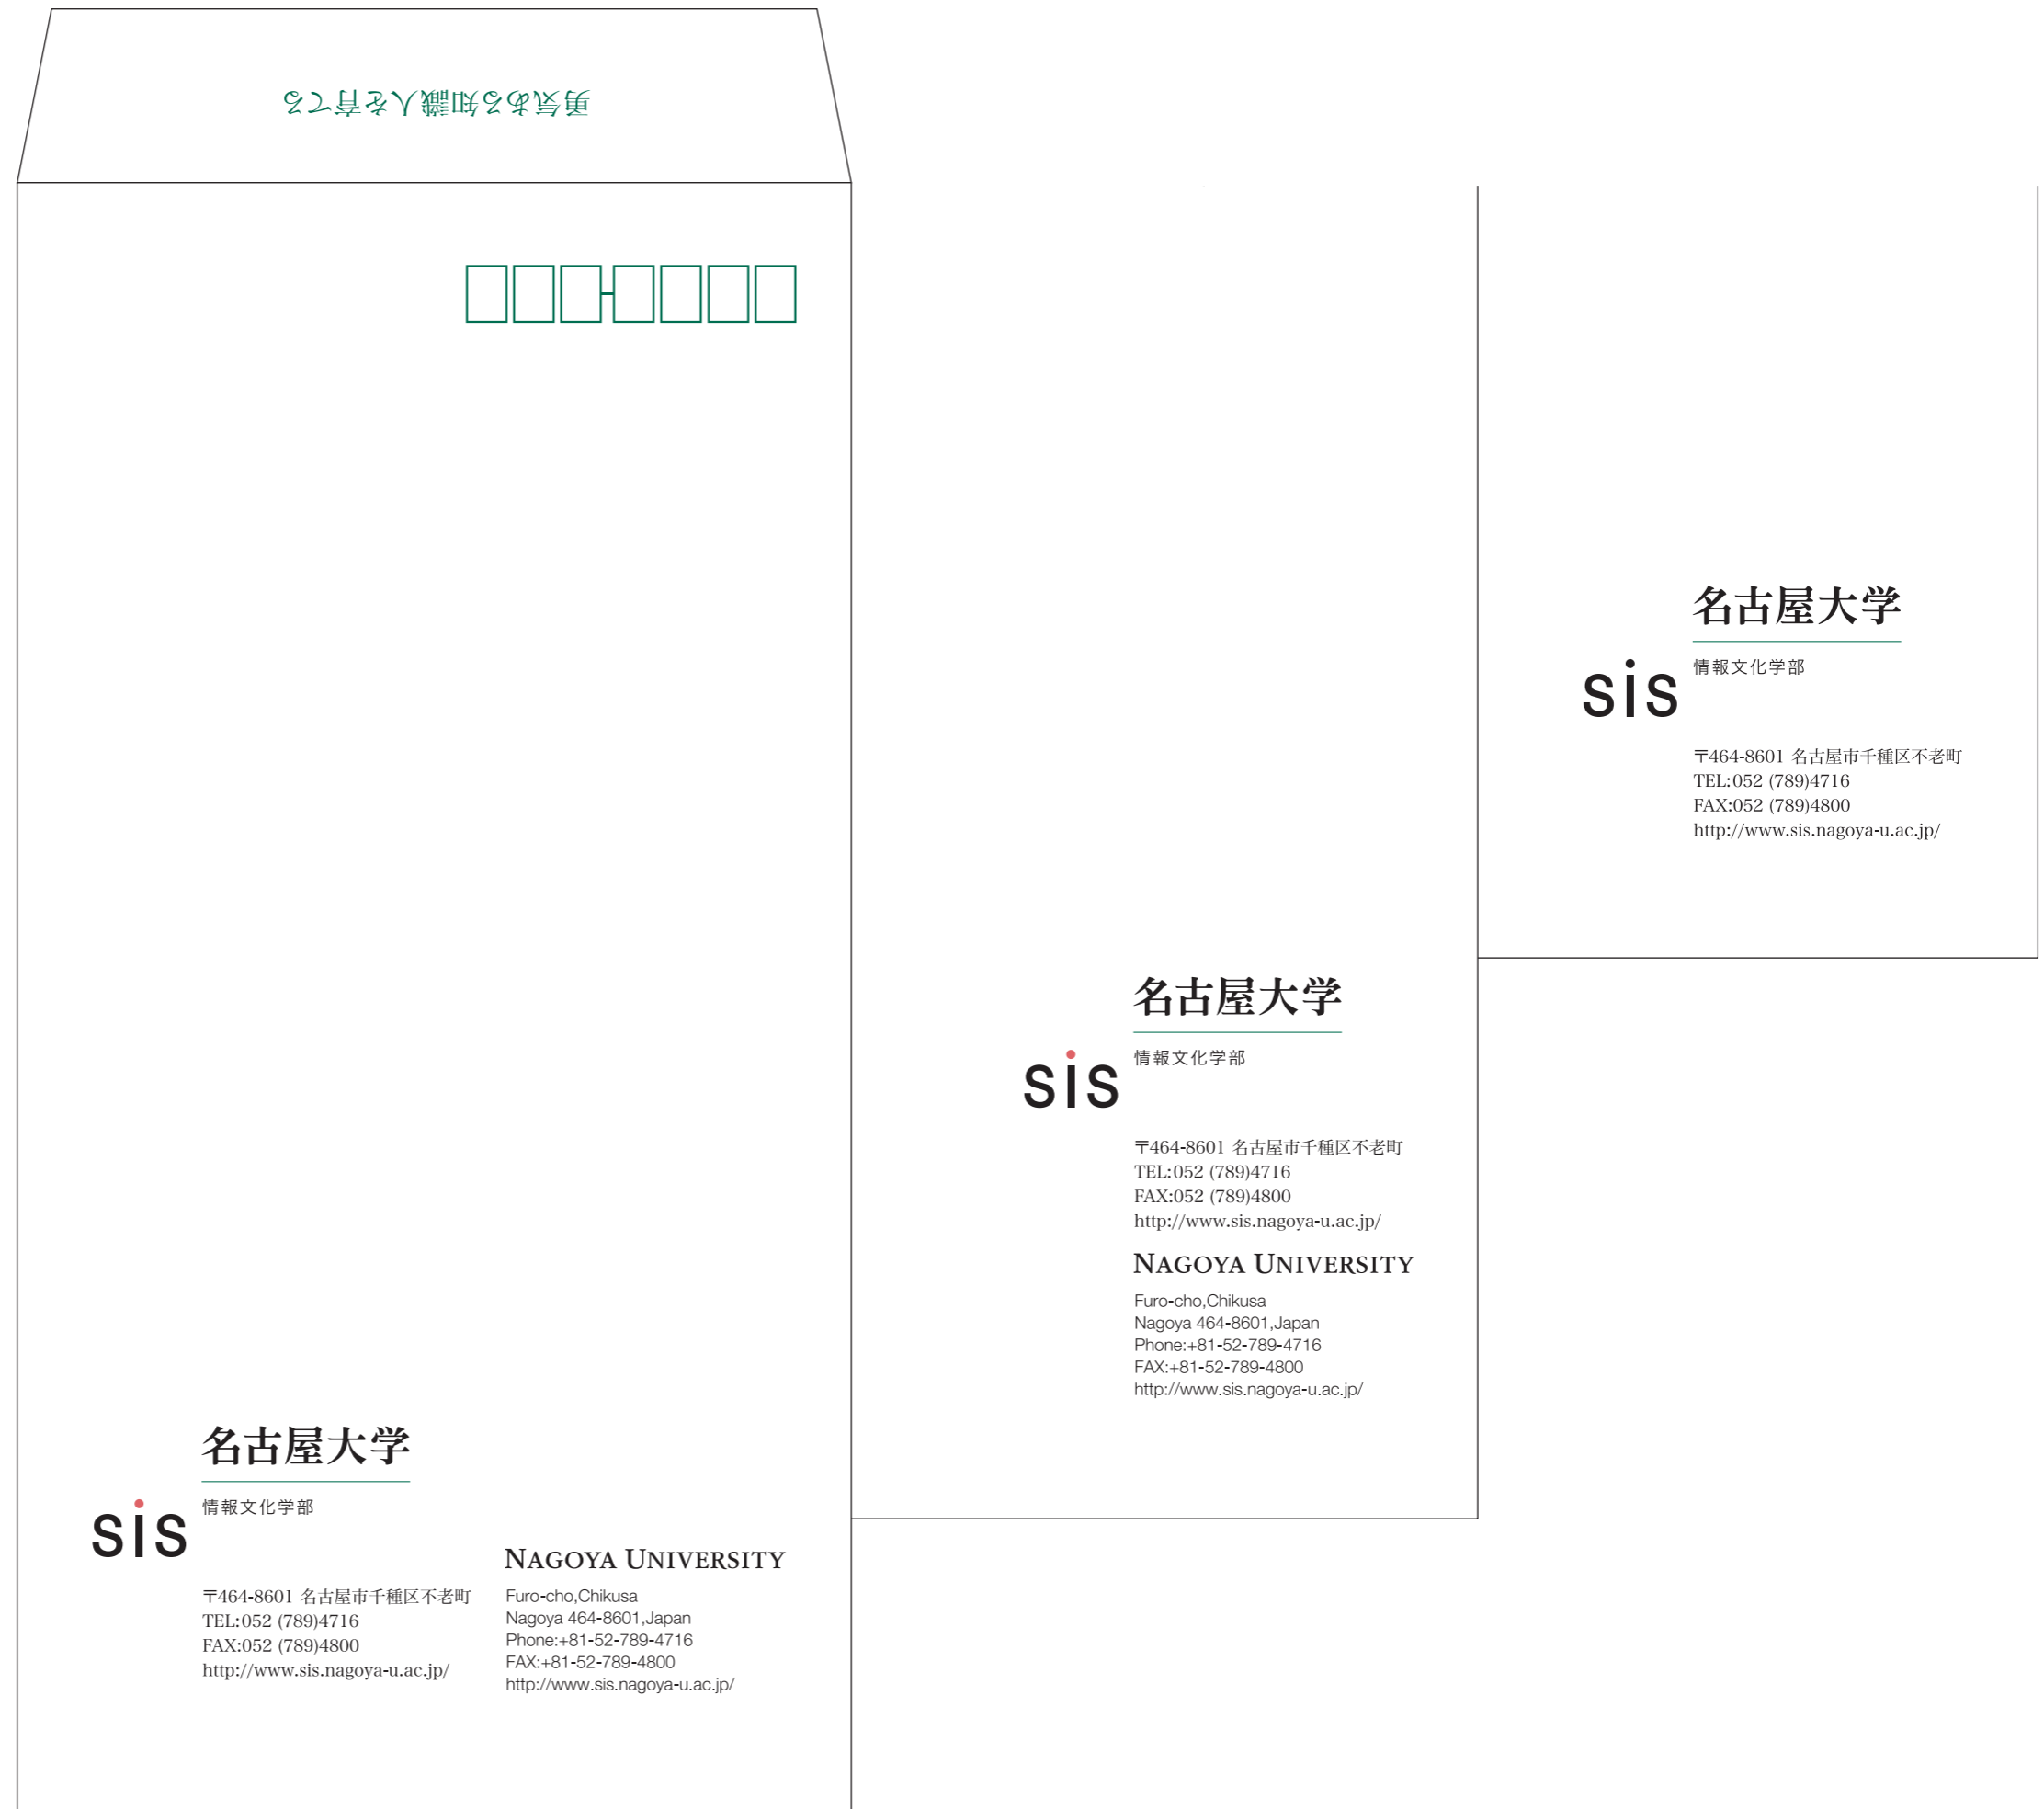 勇気ある知識人を育てる
名古屋大学
情報文化学部
sis
〒464-8601 名古屋市千種区不老町
TEL:052 (789)4716
FAX:052 (789)4800
http://www.sis.nagoya-u.ac.jp/
NAGOYA UNIVERSITY
Furo-cho,Chikusa
Nagoya 464-8601,Japan
Phone:+81-52-789-4716
FAX:+81-52-789-4800
http://www.sis.nagoya-u.ac.jp/
名古屋大学
情報文化学部
sis
〒464-8601 名古屋市千種区不老町
TEL:052 (789)4716
FAX:052 (789)4800
http://www.sis.nagoya-u.ac.jp/
NAGOYA UNIVERSITY
Furo-cho,Chikusa
Nagoya 464-8601,Japan
Phone:+81-52-789-4716
FAX:+81-52-789-4800
http://www.sis.nagoya-u.ac.jp/
名古屋大学
情報文化学部
sis
〒464-8601 名古屋市千種区不老町
TEL:052 (789)4716
FAX:052 (789)4800
http://www.sis.nagoya-u.ac.jp/